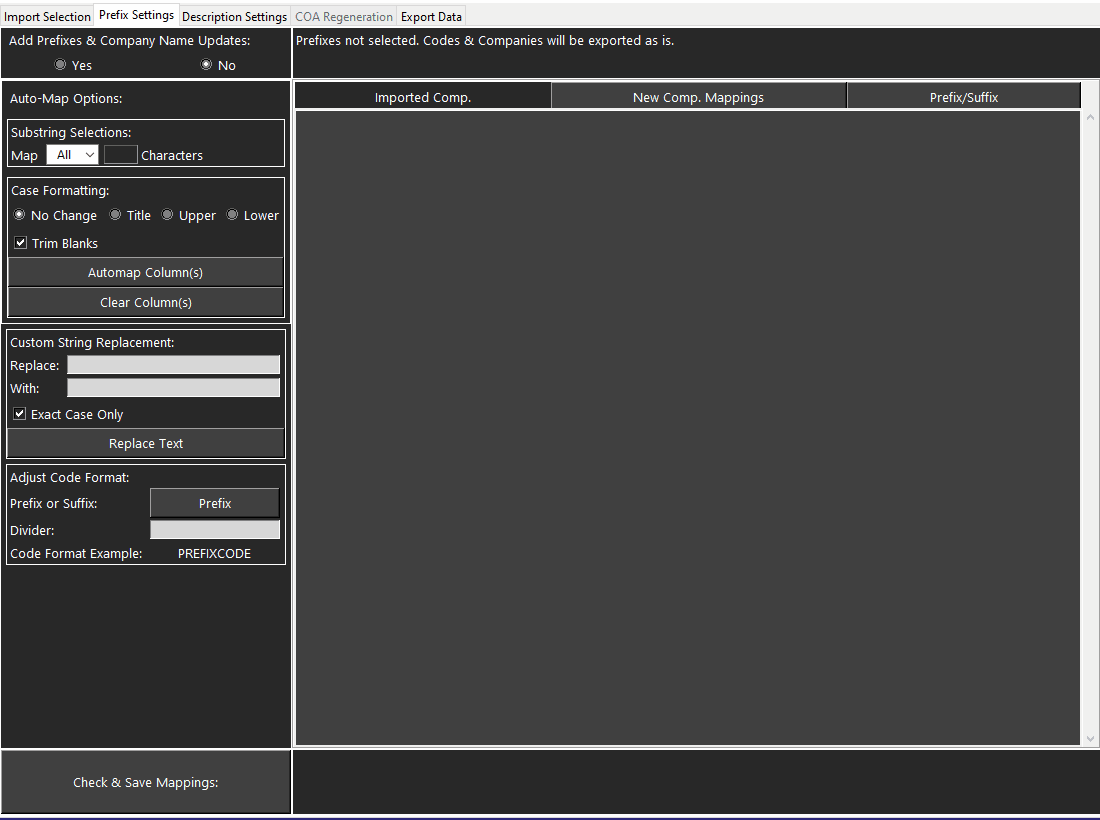 Import Selection Prefix Settings Description Settings COA Regeneration Export Data
Add Prefixes & Company Name Updates:
Yes No
Prefixes not selected. Codes & Companies will be exported as is.
Auto-Map Options:
Substring Selections:
Map All Characters
Case Formatting:
No Change Title Upper Lower
Trim Blanks
Automap Column(s)
Clear Column(s)
Custom String Replacement:
Replace:
With:
Exact Case Only
Replace Text
Adjust Code Format:
Prefix or Suffix: Prefix
Divider:
Code Format Example: PREFIXCODE
Imported Comp. New Comp. Mappings Prefix/Suffix
Check & Save Mappings: